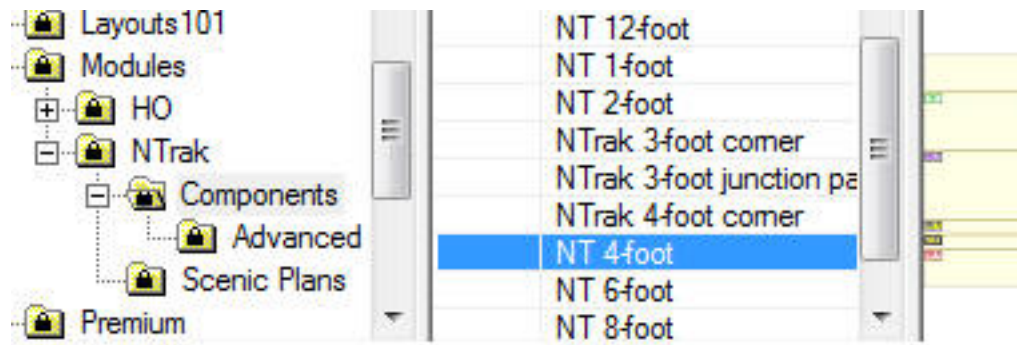 Layouts101
Modules
HO
NTrak
Components
Advanced
Scenic Plans
Premium
NT 12-foot
NT 1-foot
NT 2-foot
NTrak 3-foot corner
NTrak 3-foot junction pa
NTrak 4-foot corner
NT 4-foot
NT 6-foot
NT 8-foot